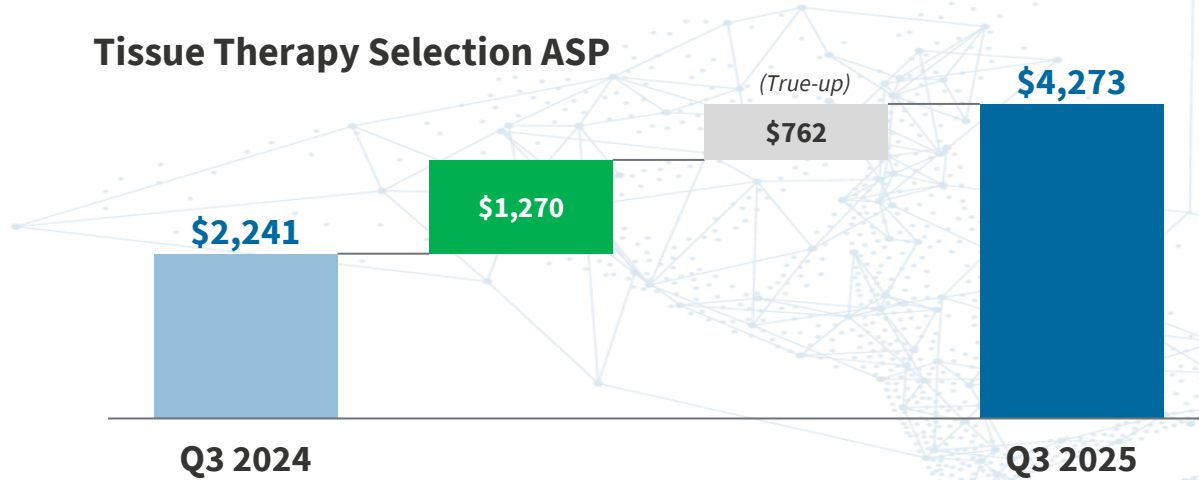 Tissue Therapy Selection ASP
(True-up)
$4,273
$762
$1,270
$2,241
Q3 2024
Q3 2025